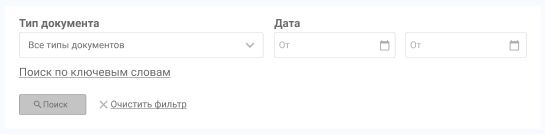 Тип документа Дата
Все типы документов От От
Поиск по ключевым словам
Поиск Очистить фильтр